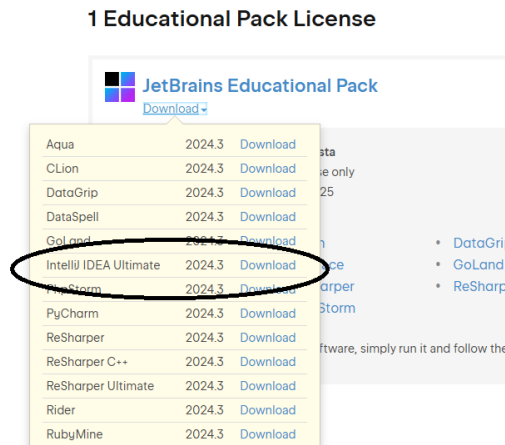 1 Educational Pack License
JetBrains Educational Pack
Download
Aqua 2024.3 Download
CLion 2024.3 Download
DataGrip 2024.3 Download
DataSpell 2024.3 Download
GoLand 2024.3 Download
IntelliJ IDEA Ultimate 2024.3 Download
PhpStorm 2024.3 Download
PyCharm 2024.3 Download
ReSharper 2024.3 Download
ReSharper C++ 2024.3 Download
ReSharper Ultimate 2024.3 Download
Rider 2024.3 Download
RubyMine 2024.3 Download
sta
se only
25
• DataGri
• GoLand
arper • ReSharp
Storm
ftware, simply run it and follow the